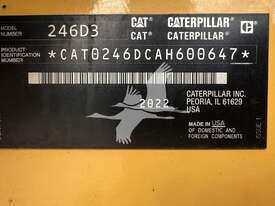 MODEL NUMBER 246D3 CAT CATERPILLAR
CAT® CATERPILLAR®
PRODUCT IDENTIFICATION NUMBER *CAT0246DCAH600647*
2022
CATERPILLAR INC.
PEORIA, IL 61629
USA
MADE IN USA
OF DOMESTIC AND
FOREIGN COMPONENTS
ISSUE 1